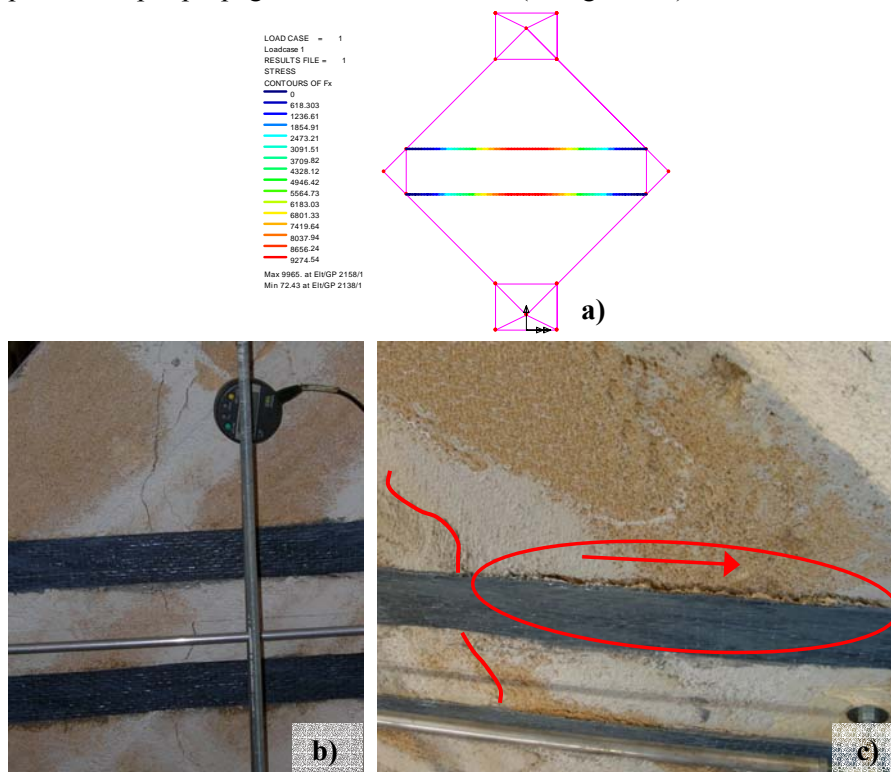 LOAD CASE = 1
Loadcase 1
RESULTS FILE = 1
STRESS
CONTOURS OF Fx
0
618.303
1236.61
1854.91
2473.21
3091.51
3709.82
4328.12
4946.42
5564.73
6183.03
6801.33
7419.64
8037.94
8656.24
9274.54
Max 9965. at Elt/GP 2158/1
Min 72.43 at Elt/GP 2138/1
a)
b)
c)